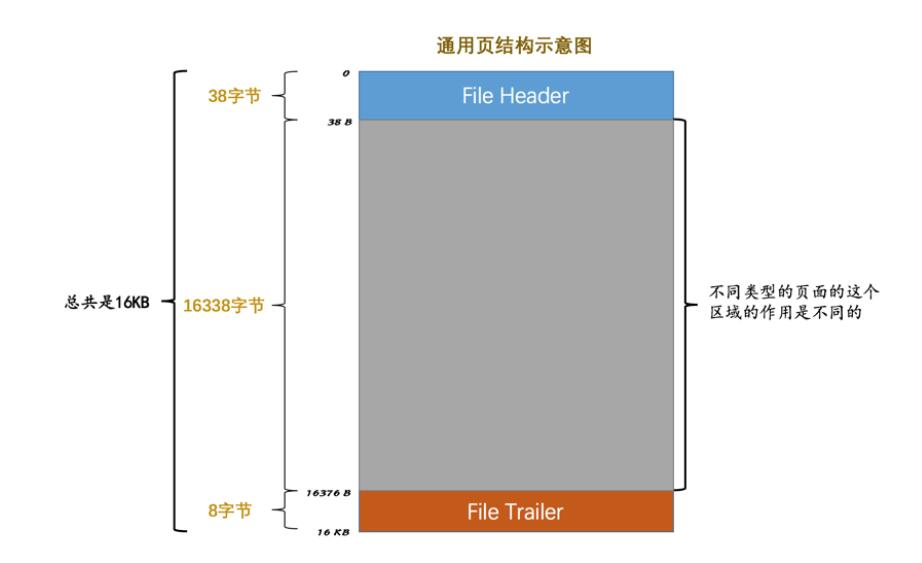 通用页结构示意图
0
38字节
File Header
38 B
总共是16KB
16338字节
不同类型的页面的这个
区域的作用是不同的
16376 B
8字节
File Trailer
16 KB